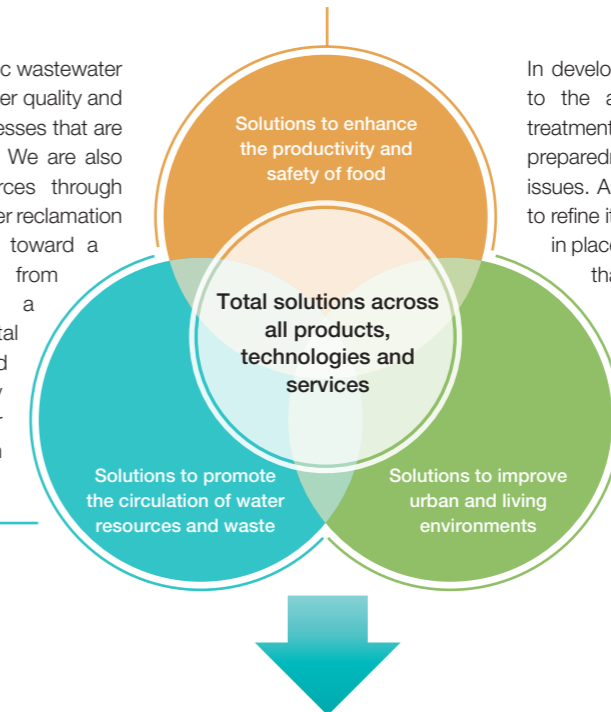 c wastewater
er quality and
esses that are
We are also
rces through
er reclamation
toward a
from
a
tal
d
y
r
n
Solutions to enhance
the productivity and
safety of food
In develo
to the a
treatment
preparedn
issues. A
to refine it
in place
tha
Total solutions across
all products,
technologies and
services
Solutions to promote
the circulation of water
resources and waste
Solutions to improve
urban and living
environments